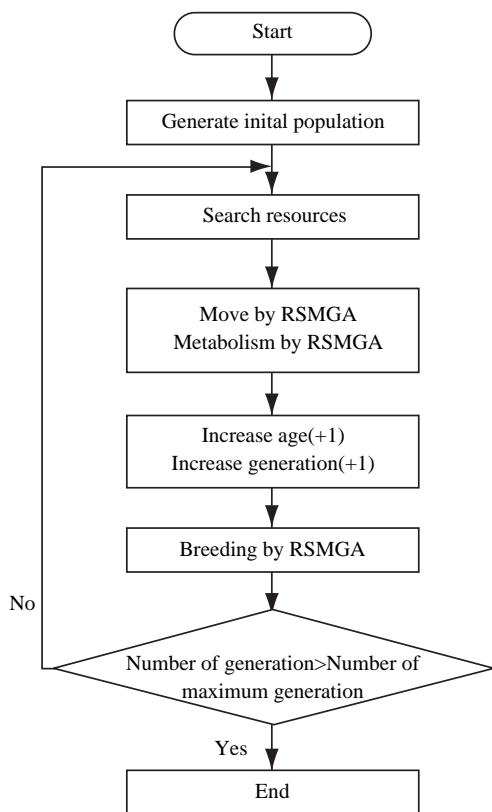 Start
Generate inital population
Search resources
Move by RSMGA
Metabolism by RSMGA
Increase age(+1)
Increase generation(+1)
Breeding by RSMGA
No
Number of generation>Number of
maximum generation
Yes
End